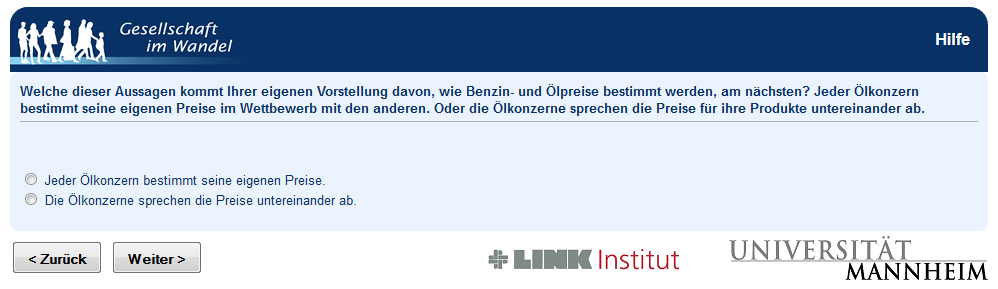 Gesellschaft
im Wandel
Hilfe
Welche dieser Aussagen kommt Ihrer eigenen Vorstellung davon, wie Benzin- und Ölpreise bestimmt werden, am nächsten? Jeder Ölkonzern
bestimmt seine eigenen Preise im Wettbewerb mit den anderen. Oder die Ölkonzerne sprechen die Preise für ihre Produkte untereinander ab.
Jeder Ölkonzern bestimmt seine eigenen Preise.
Die Ölkonzerne sprechen die Preise untereinander ab.
< Zurück
Weiter >
LINK Institut
UNIVERSITÄT
MANNHEIM